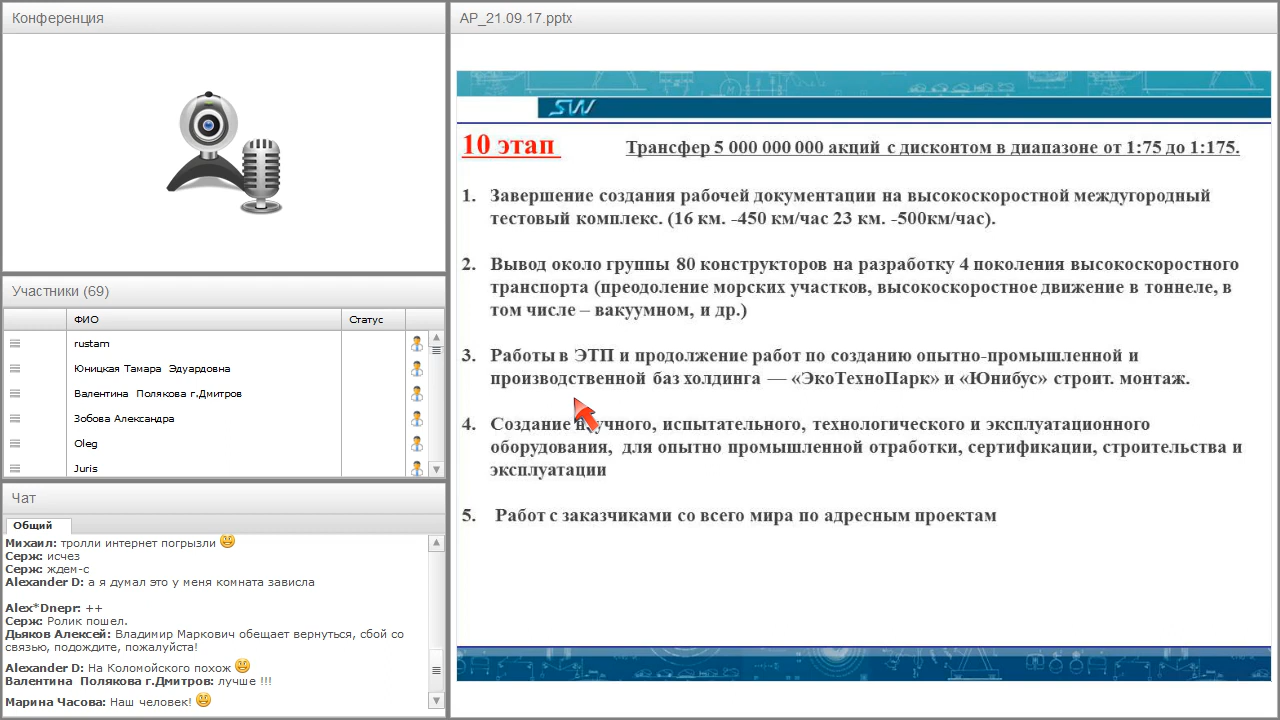 Конференция
Участники (69)
ФИО
Статус
rustam
Юницкая Тамара Эдуардовна
Валентина Полякова г.Дмитров
Зобова Александра
Oleg
Juris
Чат
Общий
Михаил: тролли интернет погрызли
Серж: исчез
Серж: ждем-с
Alexander D: а я думал это у меня комната зависла
Alex*Dnepr: ++
Серж: Ролик пошел.
Дьяков Алексей: Владимир Маркович обещает вернуться, сбой со
связью, подождите, пожалуйста!
Alexander D: На Коломойского похож
Валентина Полякова г.Дмитров: лучше !!!
Марина Часова: Наш человек!
AP_21.09.17.pptx
SW
10 этап Трансфер 5 000 000 000 акций с дисконтом в диапазоне от 1:75 до 1:175.
1. Завершение создания рабочей документации на высокоскоростной междугородный
тестовый комплекс. (16 км. -450 км/час 23 км. -500км/час).
2. Вывод около группы 80 конструкторов на разработку 4 поколения высокоскоростного
транспорта (преодоление морских участков, высокоскоростное движение в тоннеле, в
том числе – вакуумном, и др.)
3. Работы в ЭТП и продолжение работ по созданию опытно-промышленной и
производственной баз холдинга — «ЭкоТехноПарк» и «Юнибус» строит. монтаж.
4. Создание научного, испытательного, технологического и эксплуатационного
оборудования, для опытно промышленной отработки, сертификации, строительства и
эксплуатации
5. Работ с заказчиками со всего мира по адресным проектам